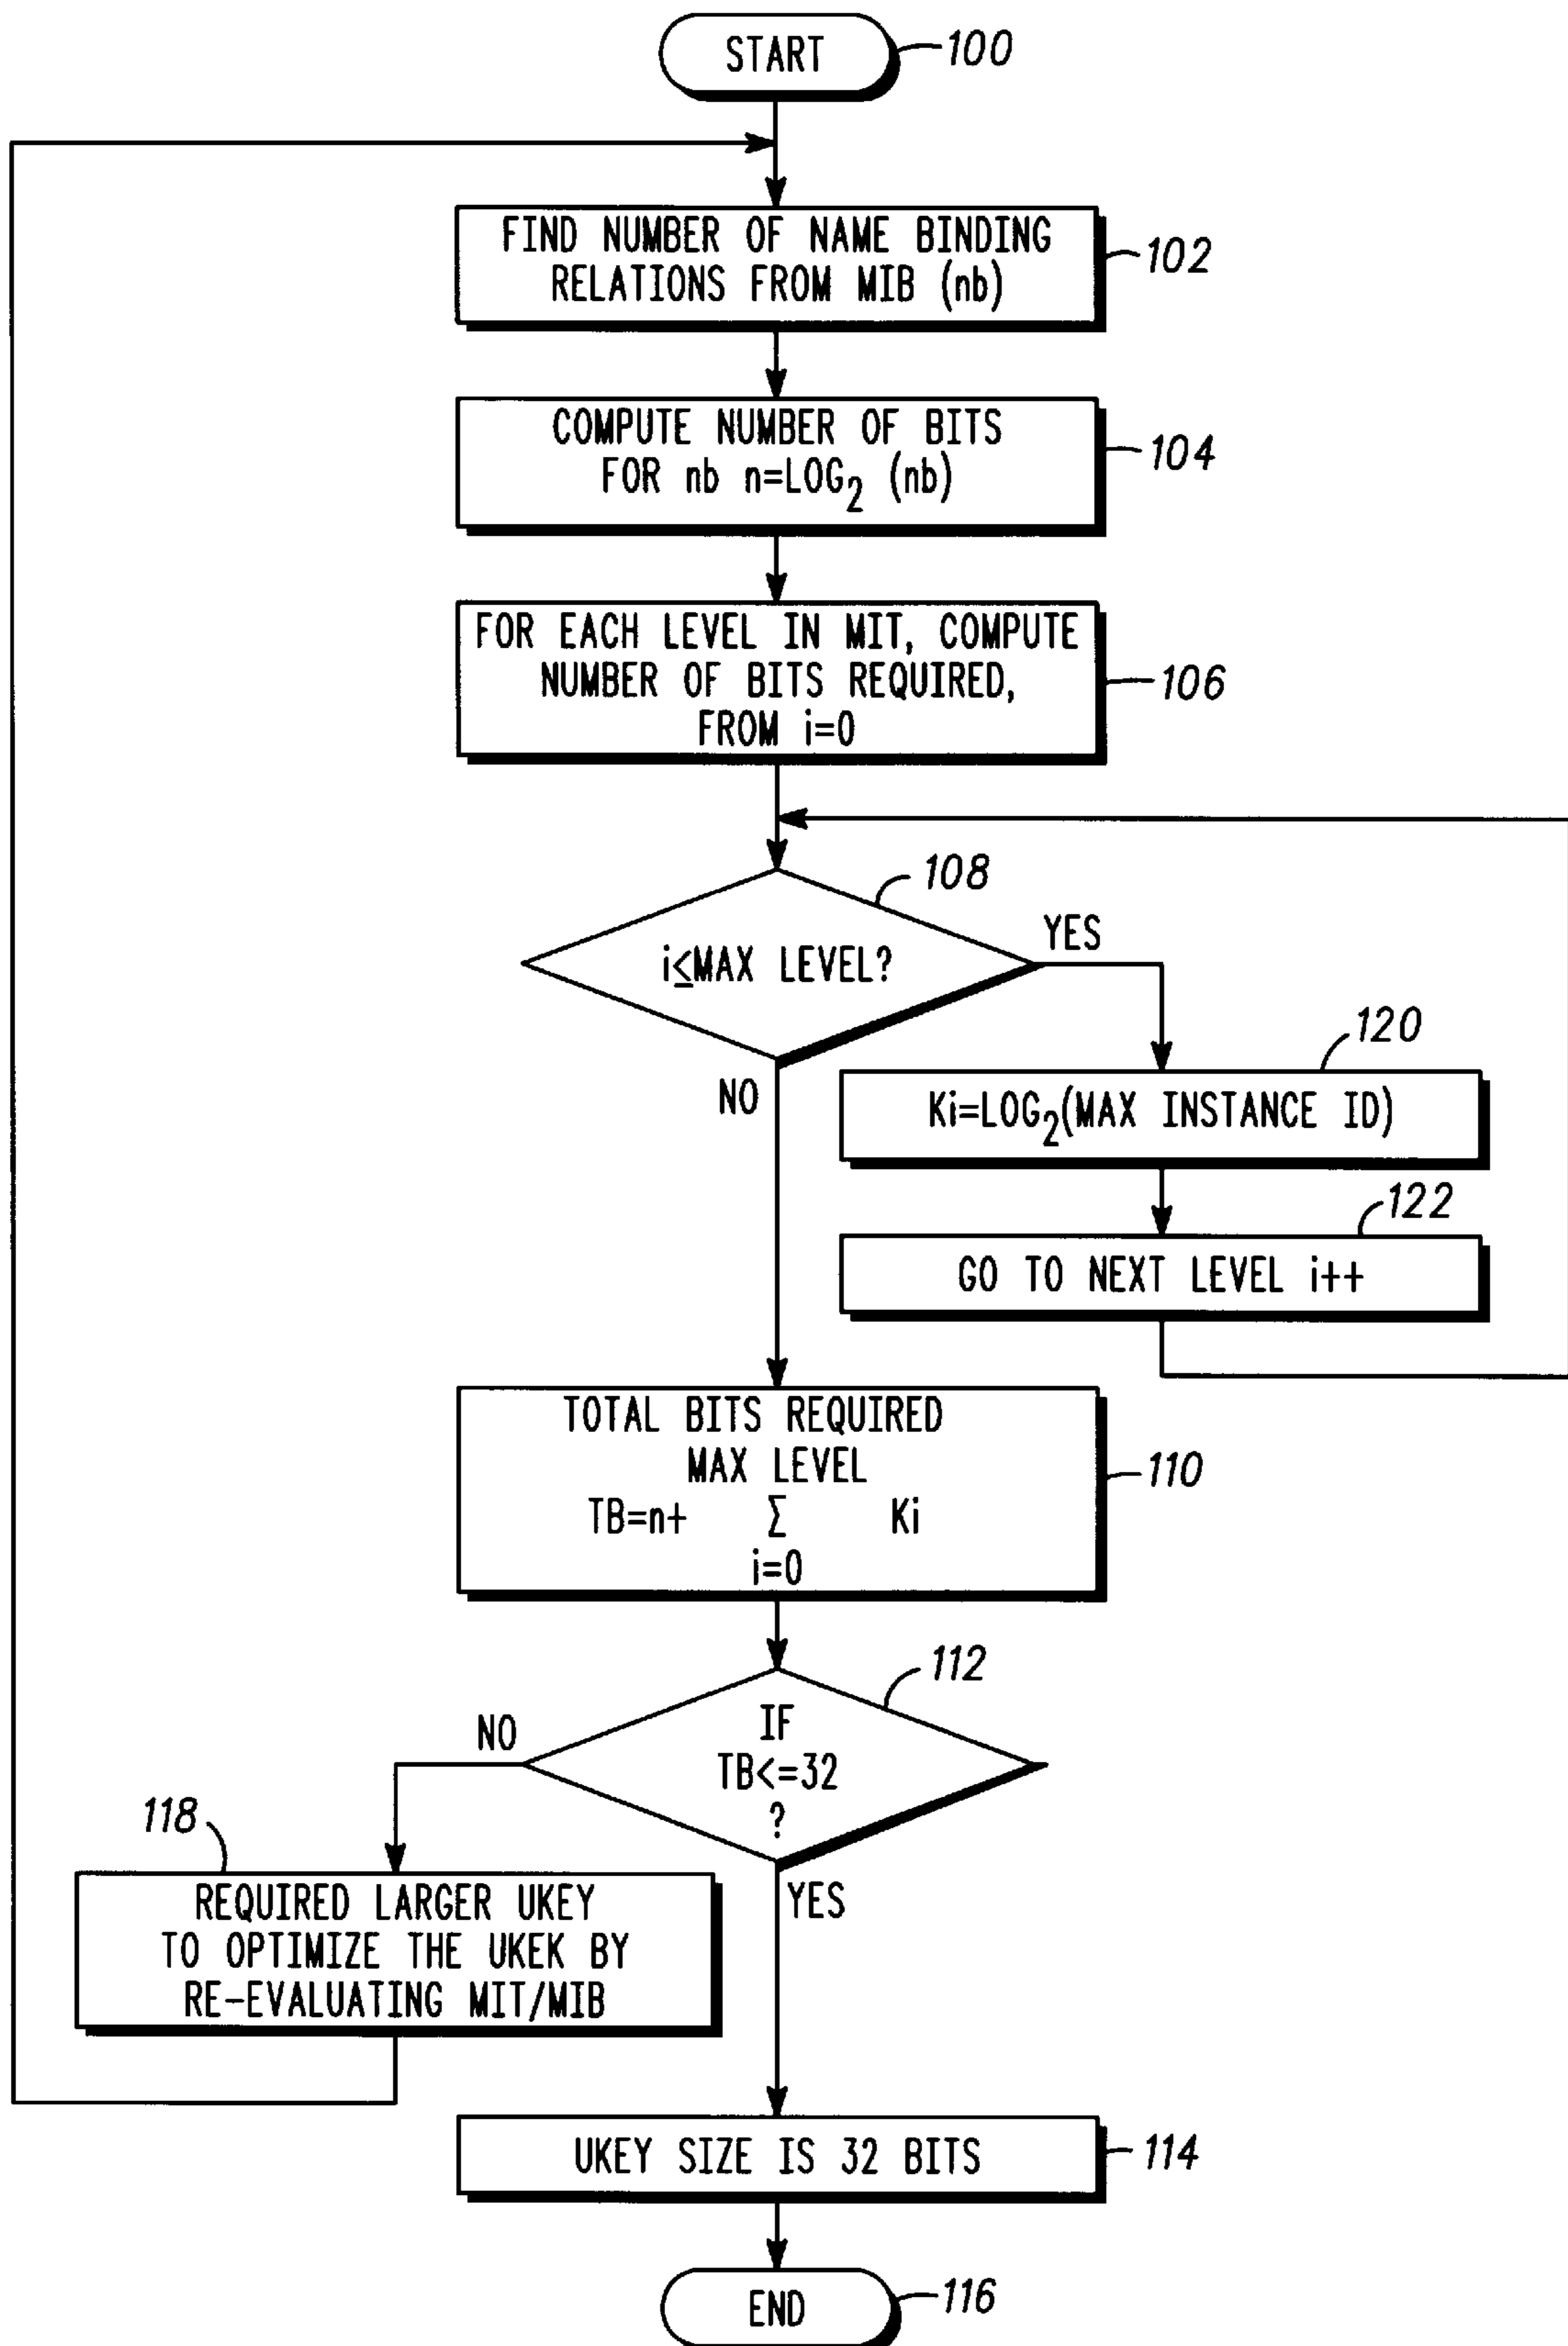 START
100
FIND NUMBER OF NAME BINDING
RELATIONS FROM MIB (nb)
102
COMPUTE NUMBER OF BITS
FOR nb n=LOG2 (nb)
104
FOR EACH LEVEL IN MIT, COMPUTE
NUMBER OF BITS REQUIRED,
FROM i=0
106
108
i≤MAX LEVEL?
YES
NO
120
Ki=LOG2(MAX INSTANCE ID)
122
GO TO NEXT LEVEL i++
TOTAL BITS REQUIRED
MAX LEVEL
TB=n+ Σ Ki
i=0
110
112
IF
TB<=32
?
NO
YES
118
REQUIRED LARGER UKEY
TO OPTIMIZE THE UKEK BY
RE-EVALUATING MIT/MIB
UKEY SIZE IS 32 BITS
114
END
116